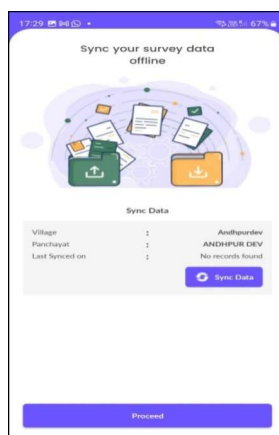 17:29
67%
Sync your survey data
offline
Sync Data
Village : Andhpurdev
Panchayat : ANDHPUR DEV
Last Synced on : No records found
Sync Data
Proceed